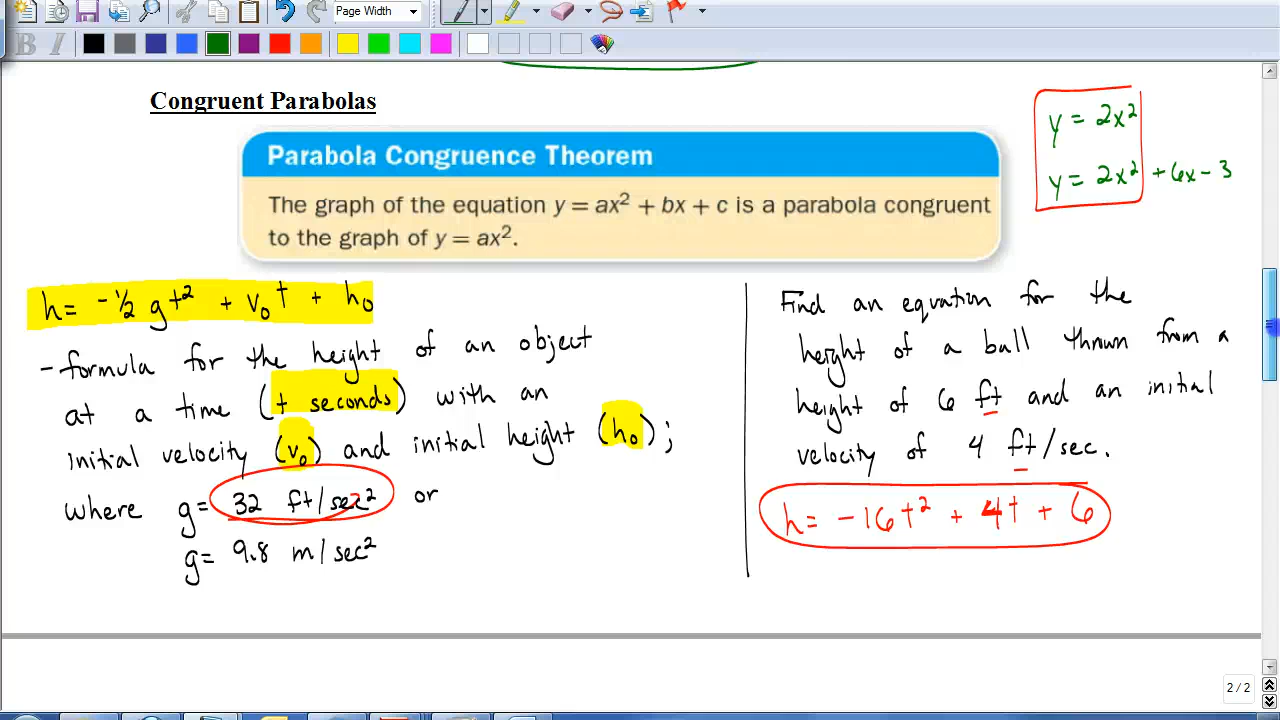 Page Width
B I
Congruent Parabolas
Parabola Congruence Theorem
The graph of the equation y = ax² + bx + c is a parabola congruent
to the graph of y = ax².
y = 2x²
y = 2x² + 6x - 3
h = -½ gt² + v₀t + h₀
- formula for the height of an object
at a time (t seconds) with an
initial velocity (v₀) and initial height (h₀);
where g = 32 ft/sec² or
g = 9.8 m/sec²
Find an equation for the
height of a ball thrown from a
height of 6 ft and an initial
velocity of 4 ft/sec.
h = -16t² + 4t + 6
2/2